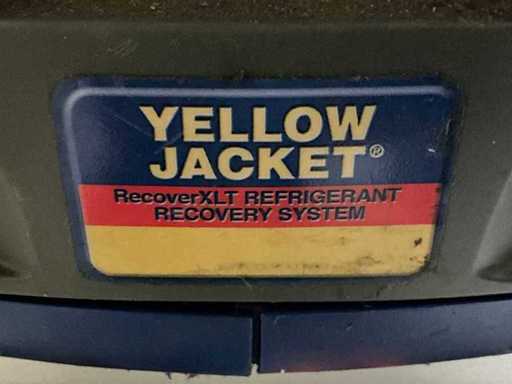 YELLOW
JACKET®
RecoverXLT REFRIGERANT
RECOVERY SYSTEM